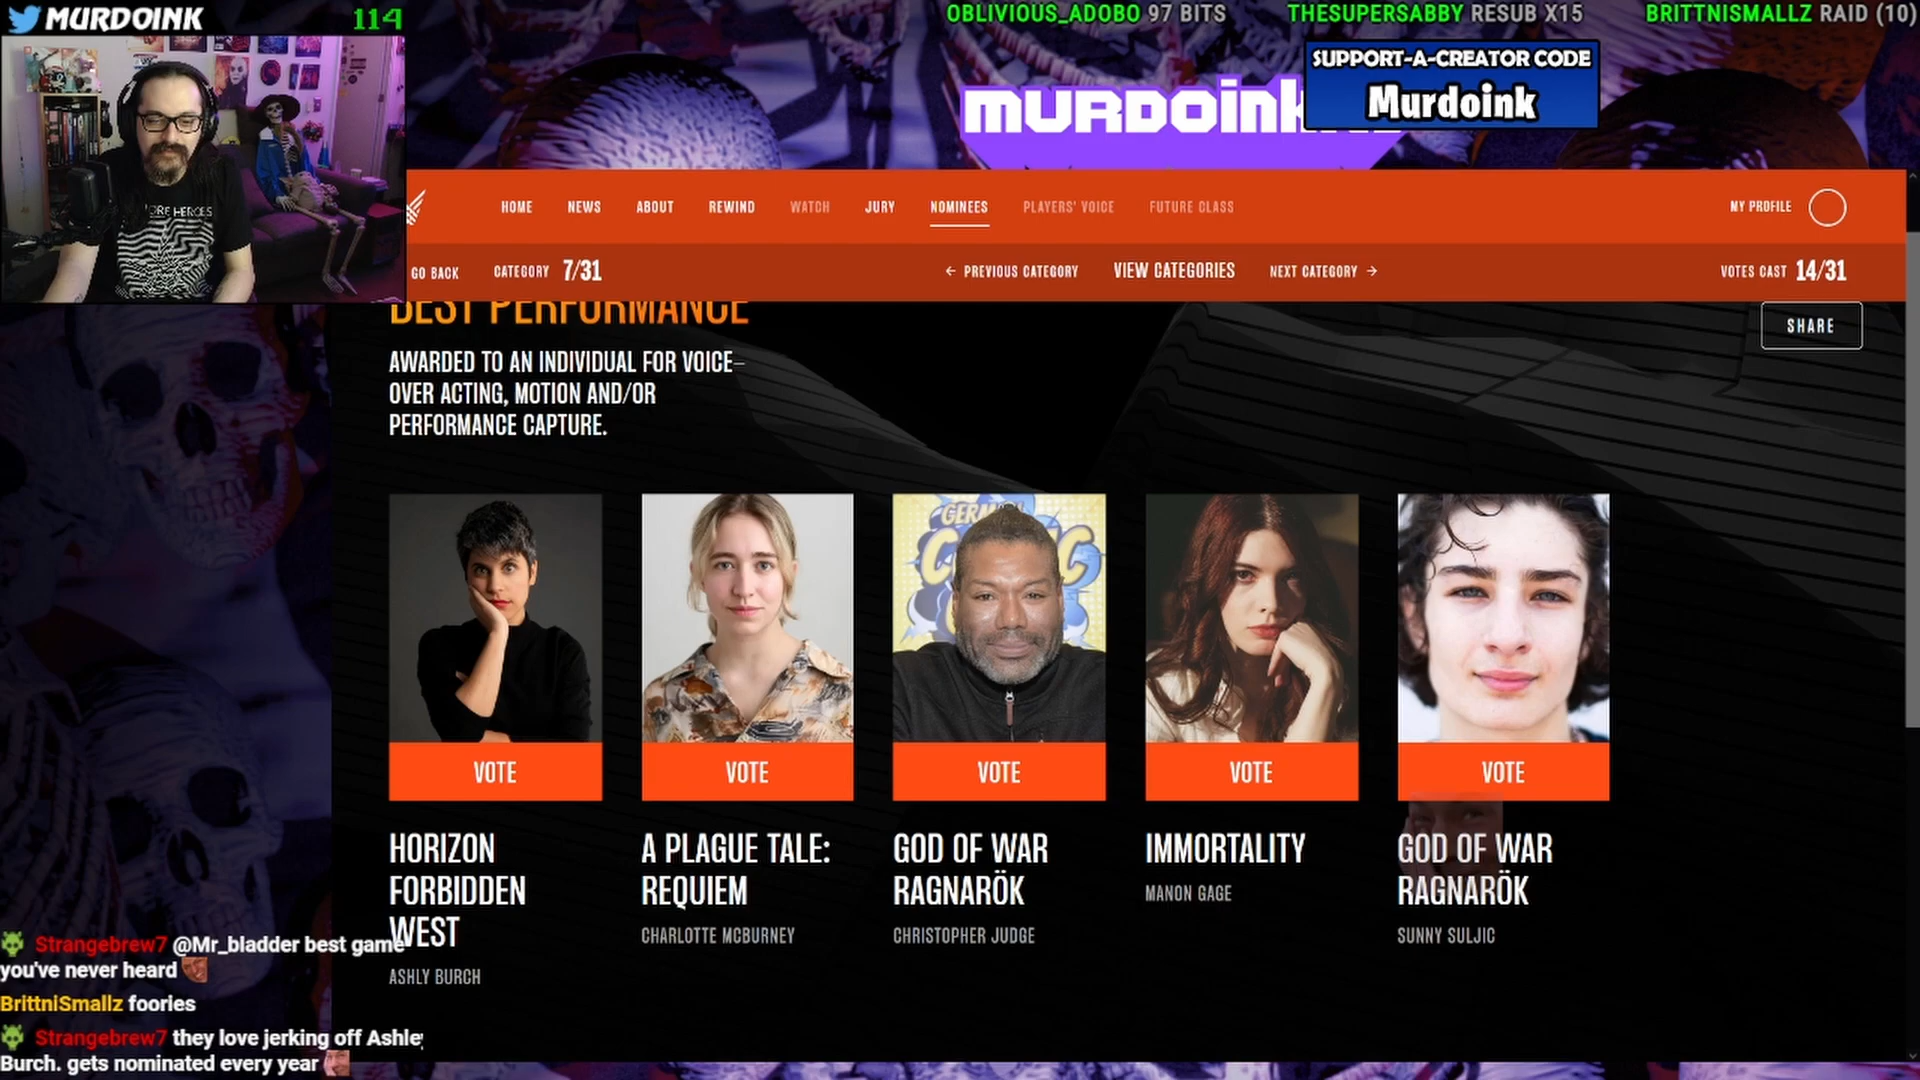 MURDOINK
114
OBLIVIOUS_ADOBO 97 BITS
THESUPERSABBY RESUB X15
BRITTNISMALLZ RAID (10)
SUPPORT-A-CREATOR CODE
Murdoink
MURDOink
HOME
NEWS
ABOUT
REWIND
WATCH
JURY
NOMINEES
PLAYERS' VOICE
FUTURE CLASS
MY PROFILE
GO BACK
CATEGORY 7/31
← PREVIOUS CATEGORY
VIEW CATEGORIES
NEXT CATEGORY →
VOTES CAST 14/31
BEST PERFORMANCE
SHARE
AWARDED TO AN INDIVIDUAL FOR VOICE-
OVER ACTING, MOTION AND/OR
PERFORMANCE CAPTURE.
VOTE
VOTE
VOTE
VOTE
VOTE
HORIZON
FORBIDDEN
WEST
ASHLY BURCH
A PLAGUE TALE:
REQUIEM
CHARLOTTE MCBURNEY
GOD OF WAR
RAGNARÖK
CHRISTOPHER JUDGE
IMMORTALITY
MANON GAGE
GOD OF WAR
RAGNARÖK
SUNNY SULJIC
Strangebrew7 @Mr_bladder best game
you've never heard
BrittniSmallz foories
Strangebrew7 they love jerking off Ashley
Burch. gets nominated every year